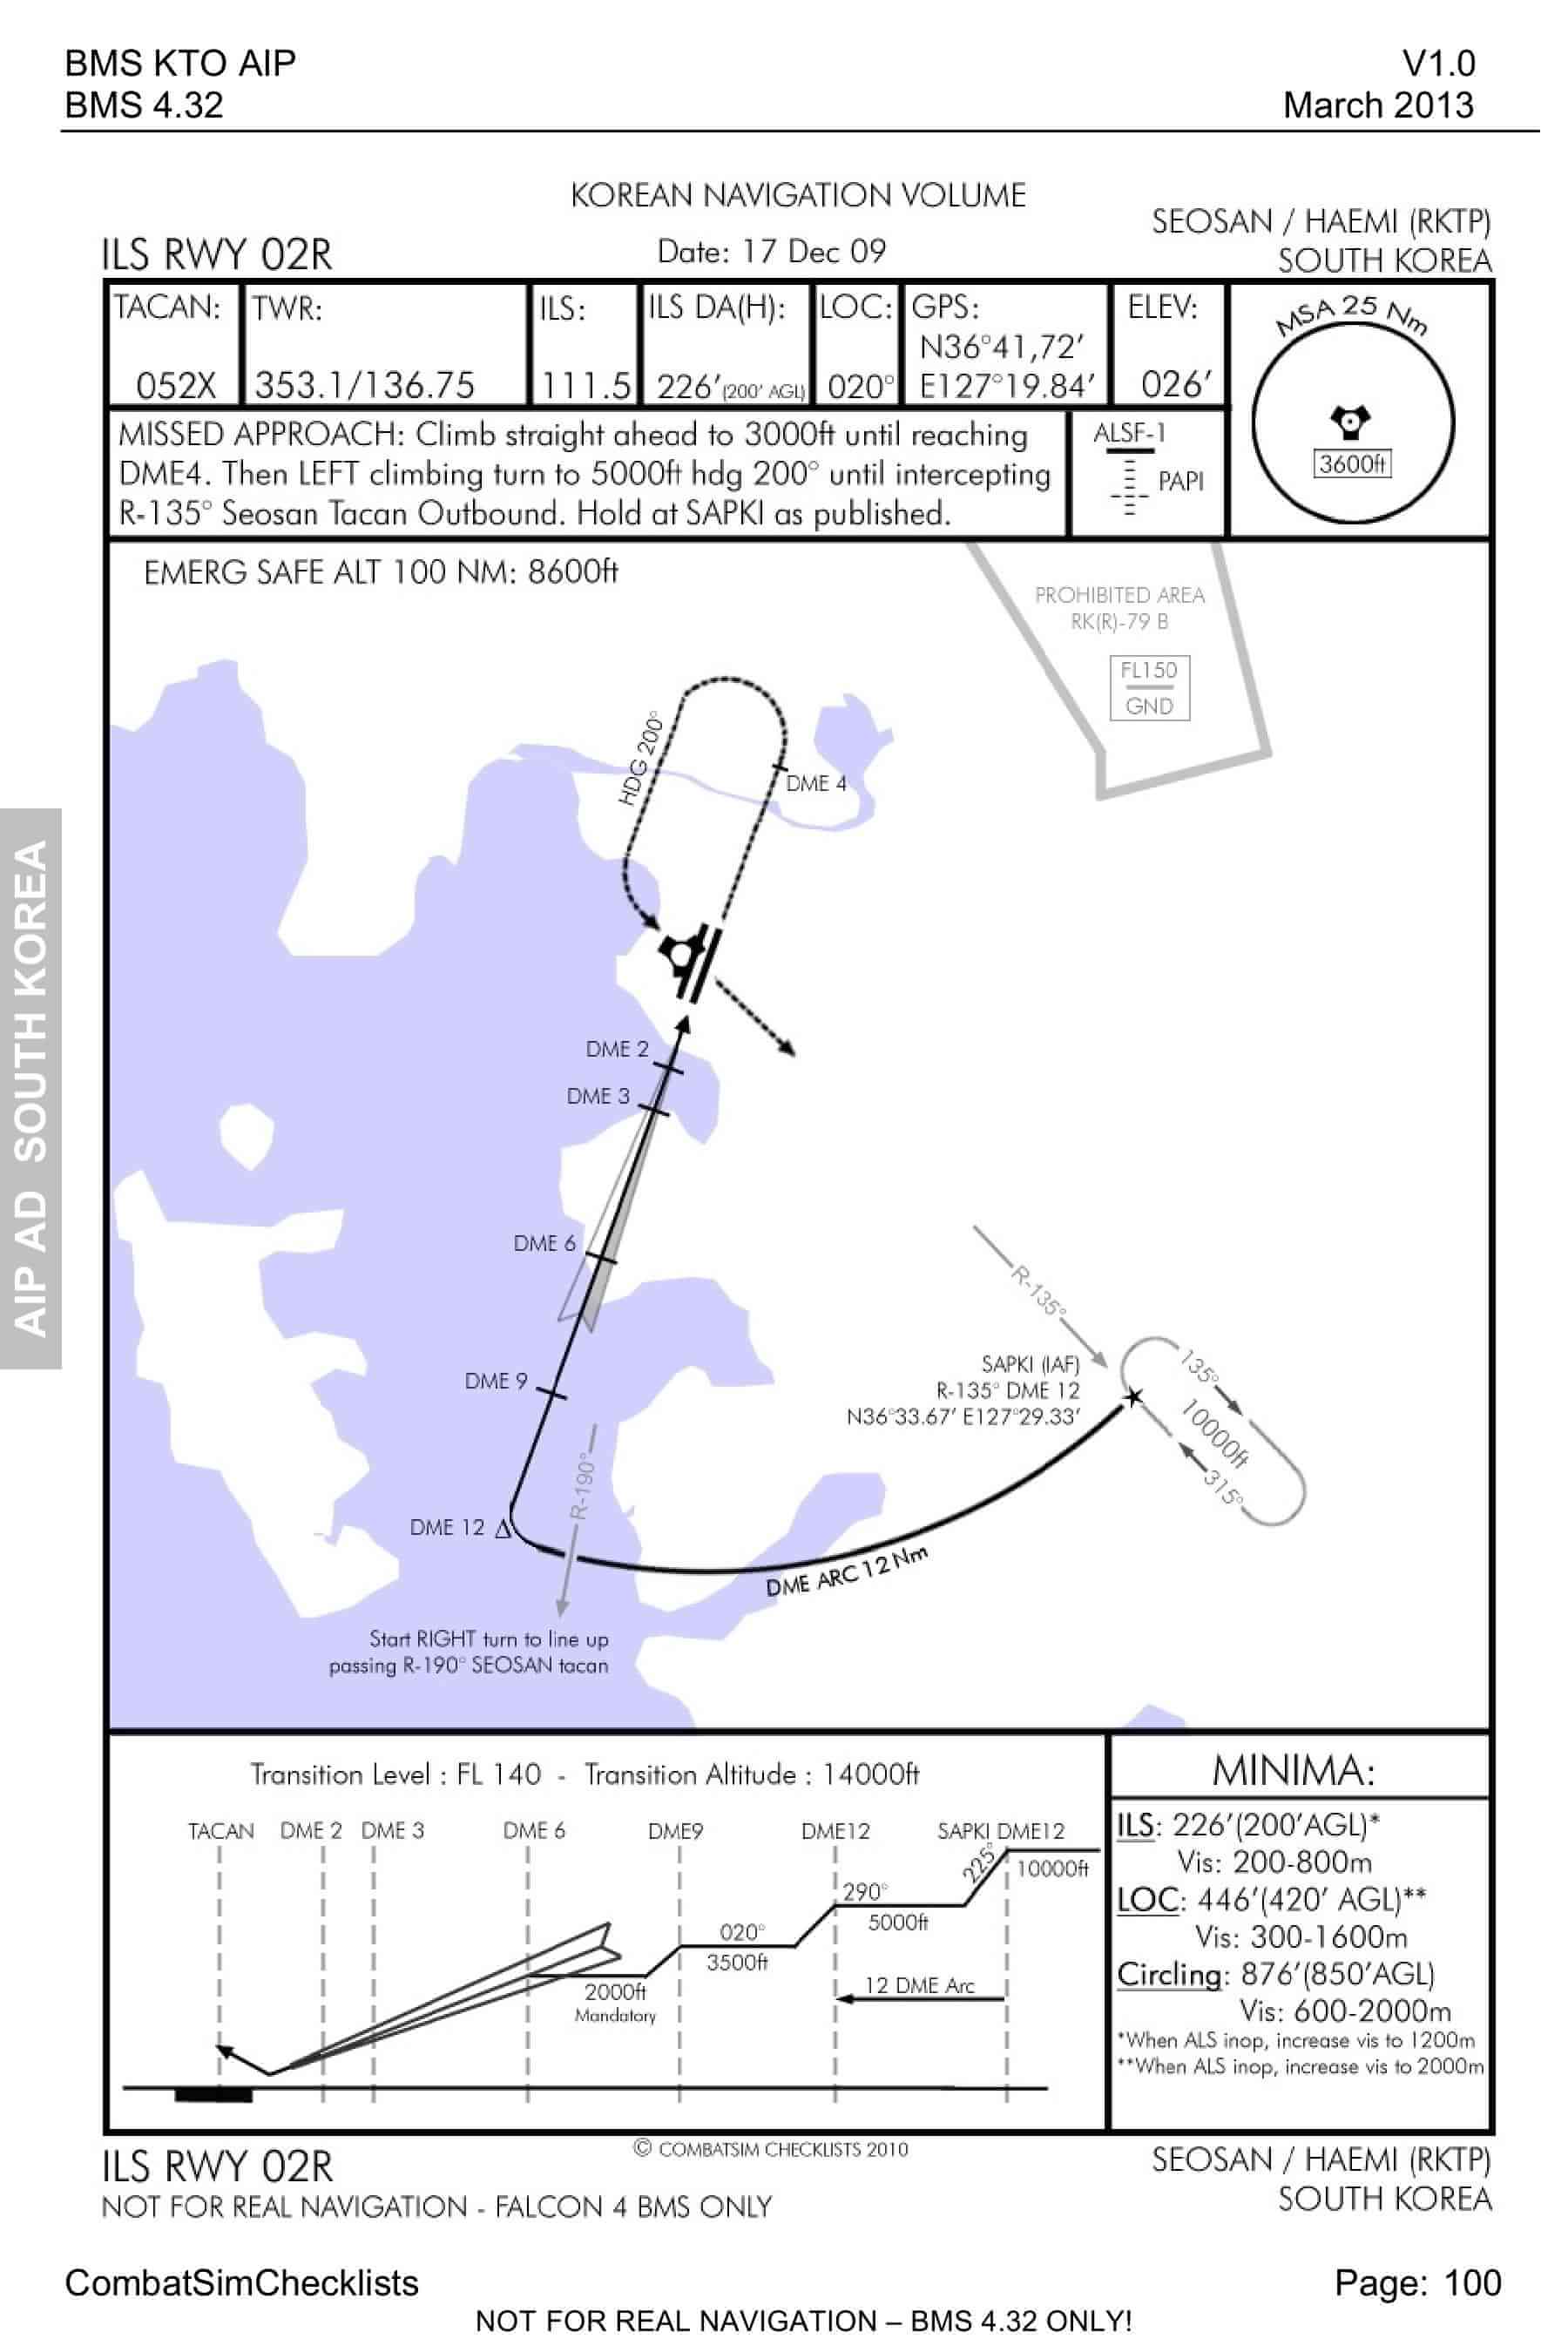 BMS KTO AIP
V1.0
BMS 4.32
March 2013
KOREAN NAVIGATION VOLUME
SEOSAN / HAEMI (RKTP)
ILS RWY 02R
Date: 17 Dec 09
SOUTH KOREA
TACAN:
052X
TWR:
353.1/136.75
ILS:
111.5
ILS DA(H):
226’(200’ AGL)
LOC:
020°
GPS:
N36°41,72’
E127°19.84’
ELEV:
026’
MSA 25 Nm
3600ft
MISSED APPROACH: Climb straight ahead to 3000ft until reaching
DME4. Then LEFT climbing turn to 5000ft hdg 200° until intercepting
R-135° Seosan Tacan Outbound. Hold at SAPKI as published.
ALSF-1
PAPI
EMERG SAFE ALT 100 NM: 8600ft
PROHIBITED AREA
RK(R)-79 B
FL150
GND
HDG 200°
DME 4
AIP AD SOUTH KOREA
DME 2
DME 3
DME 6
R-135°
SAPKI (IAF)
R-135° DME 12
N36°33.67’ E127°29.33’
135°
10000ft
315°
DME 9
R-190°
DME 12
DME ARC 12Nm
Start RIGHT turn to line up
passing R-190° SEOSAN tacan
Transition Level : FL 140 - Transition Altitude : 14000ft
TACAN DME 2 DME 3 DME 6 DME9 DME12 SAPKI DME12
225°
10000ft
290°
5000ft
020°
3500ft
2000ft
Mandatory
12 DME Arc
MINIMA:
ILS: 226’(200’AGL)*
Vis: 200-800m
LOC: 446’(420’ AGL)**
Vis: 300-1600m
Circling: 876’(850’AGL)
Vis: 600-2000m
*When ALS inop, increase vis to 1200m
**When ALS inop, increase vis to 2000m
© COMBATSIM CHECKLISTS 2010
ILS RWY 02R
SEOSAN / HAEMI (RKTP)
NOT FOR REAL NAVIGATION - FALCON 4 BMS ONLY
SOUTH KOREA
CombatSimChecklists
Page: 100
NOT FOR REAL NAVIGATION – BMS 4.32 ONLY!